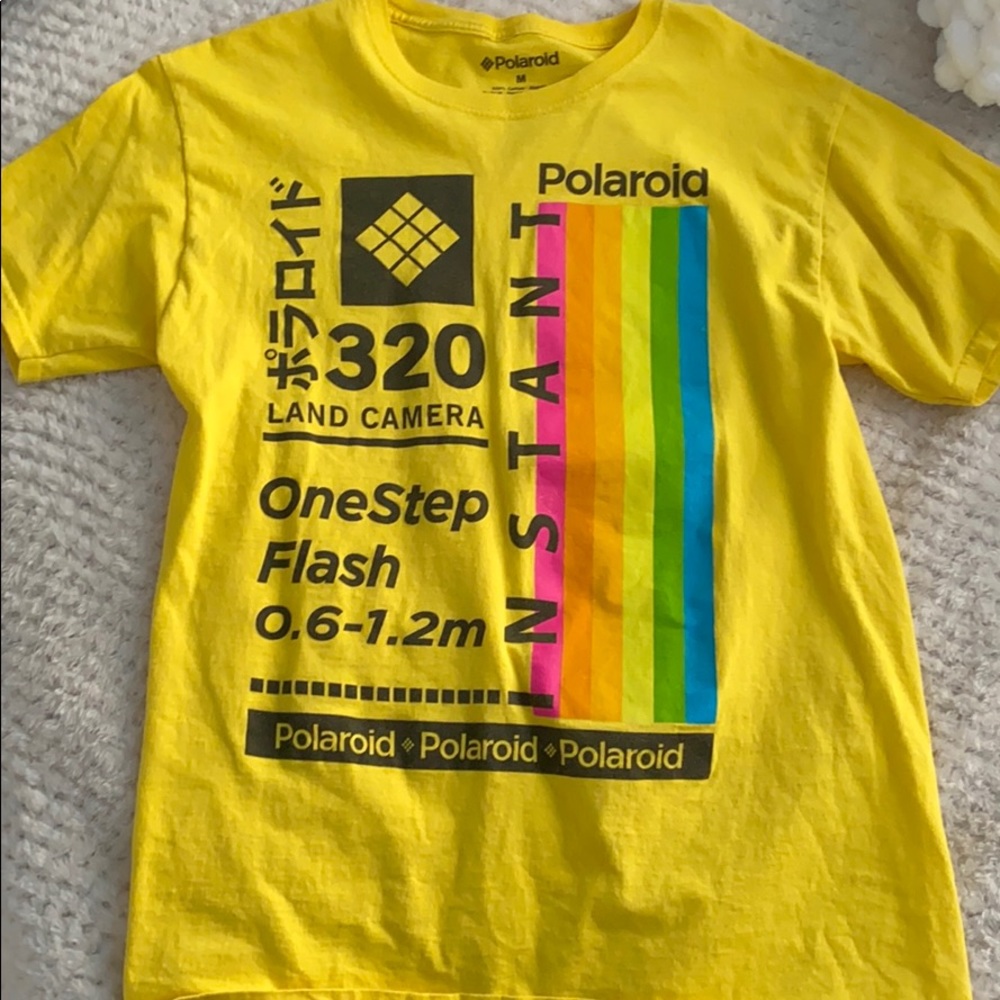 Polaroid
M
Polaroid
ポラロイド
320
LAND CAMERA
INSTANT
OneStep
Flash
0.6-1.2m
Polaroid Polaroid Polaroid